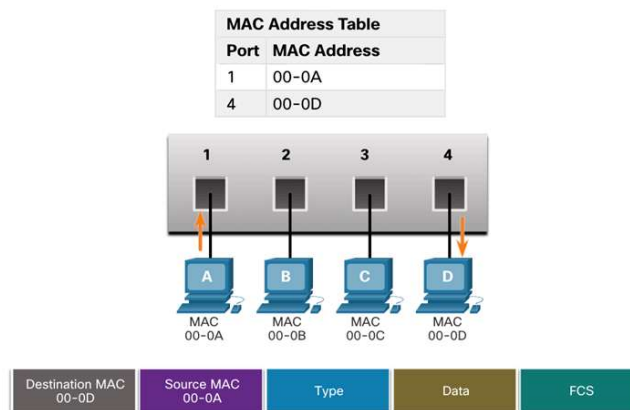 MAC Address Table
Port MAC Address
1 00-0A
4 00-0D
1 2 3 4
A B C D
MAC MAC MAC MAC
00-0A 00-0B 00-0C 00-0D
Destination MAC Source MAC Type Data FCS
00-0D 00-0A